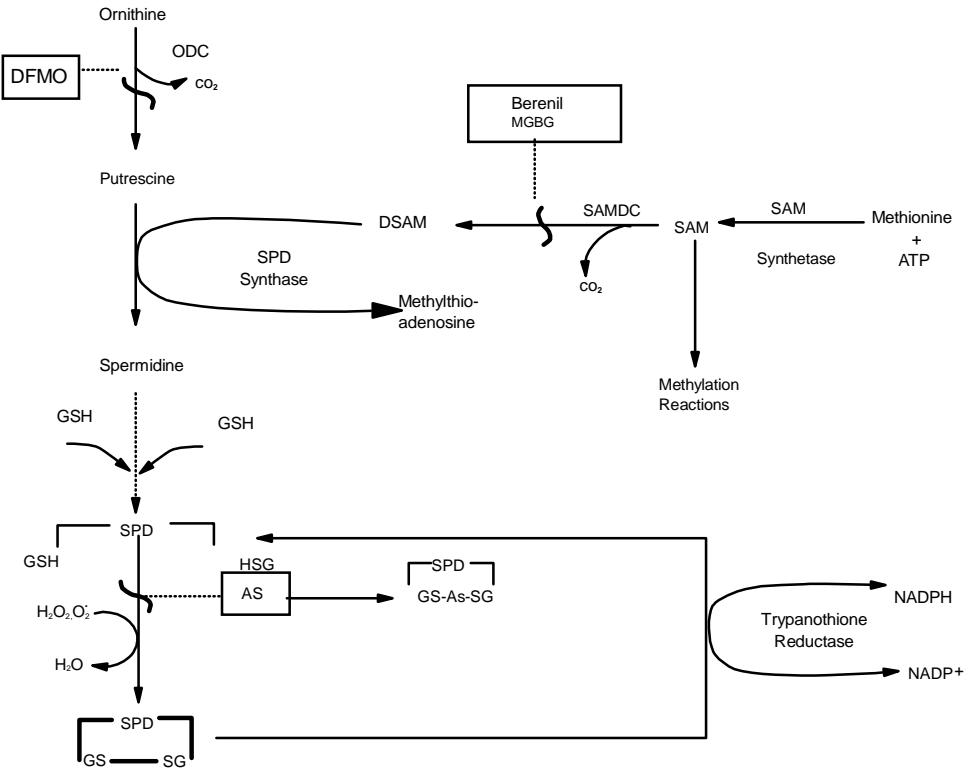 Ornithine
ODC
DFMO
CO₂
Berenil
MGBG
Putrescine
DSAM
SAMDC
SAM
SAM
Synthetase
Methionine
+
ATP
CO₂
SPD
Synthase
Methylthio-
adenosine
Spermidine
Methylation
Reactions
GSH
GSH
SPD
GSH
HSG
AS
SPD
GS-As-SG
H₂O₂,O₂⁻
H₂O
NADPH
Trypanothione
Reductase
NADP+
SPD
GS
SG